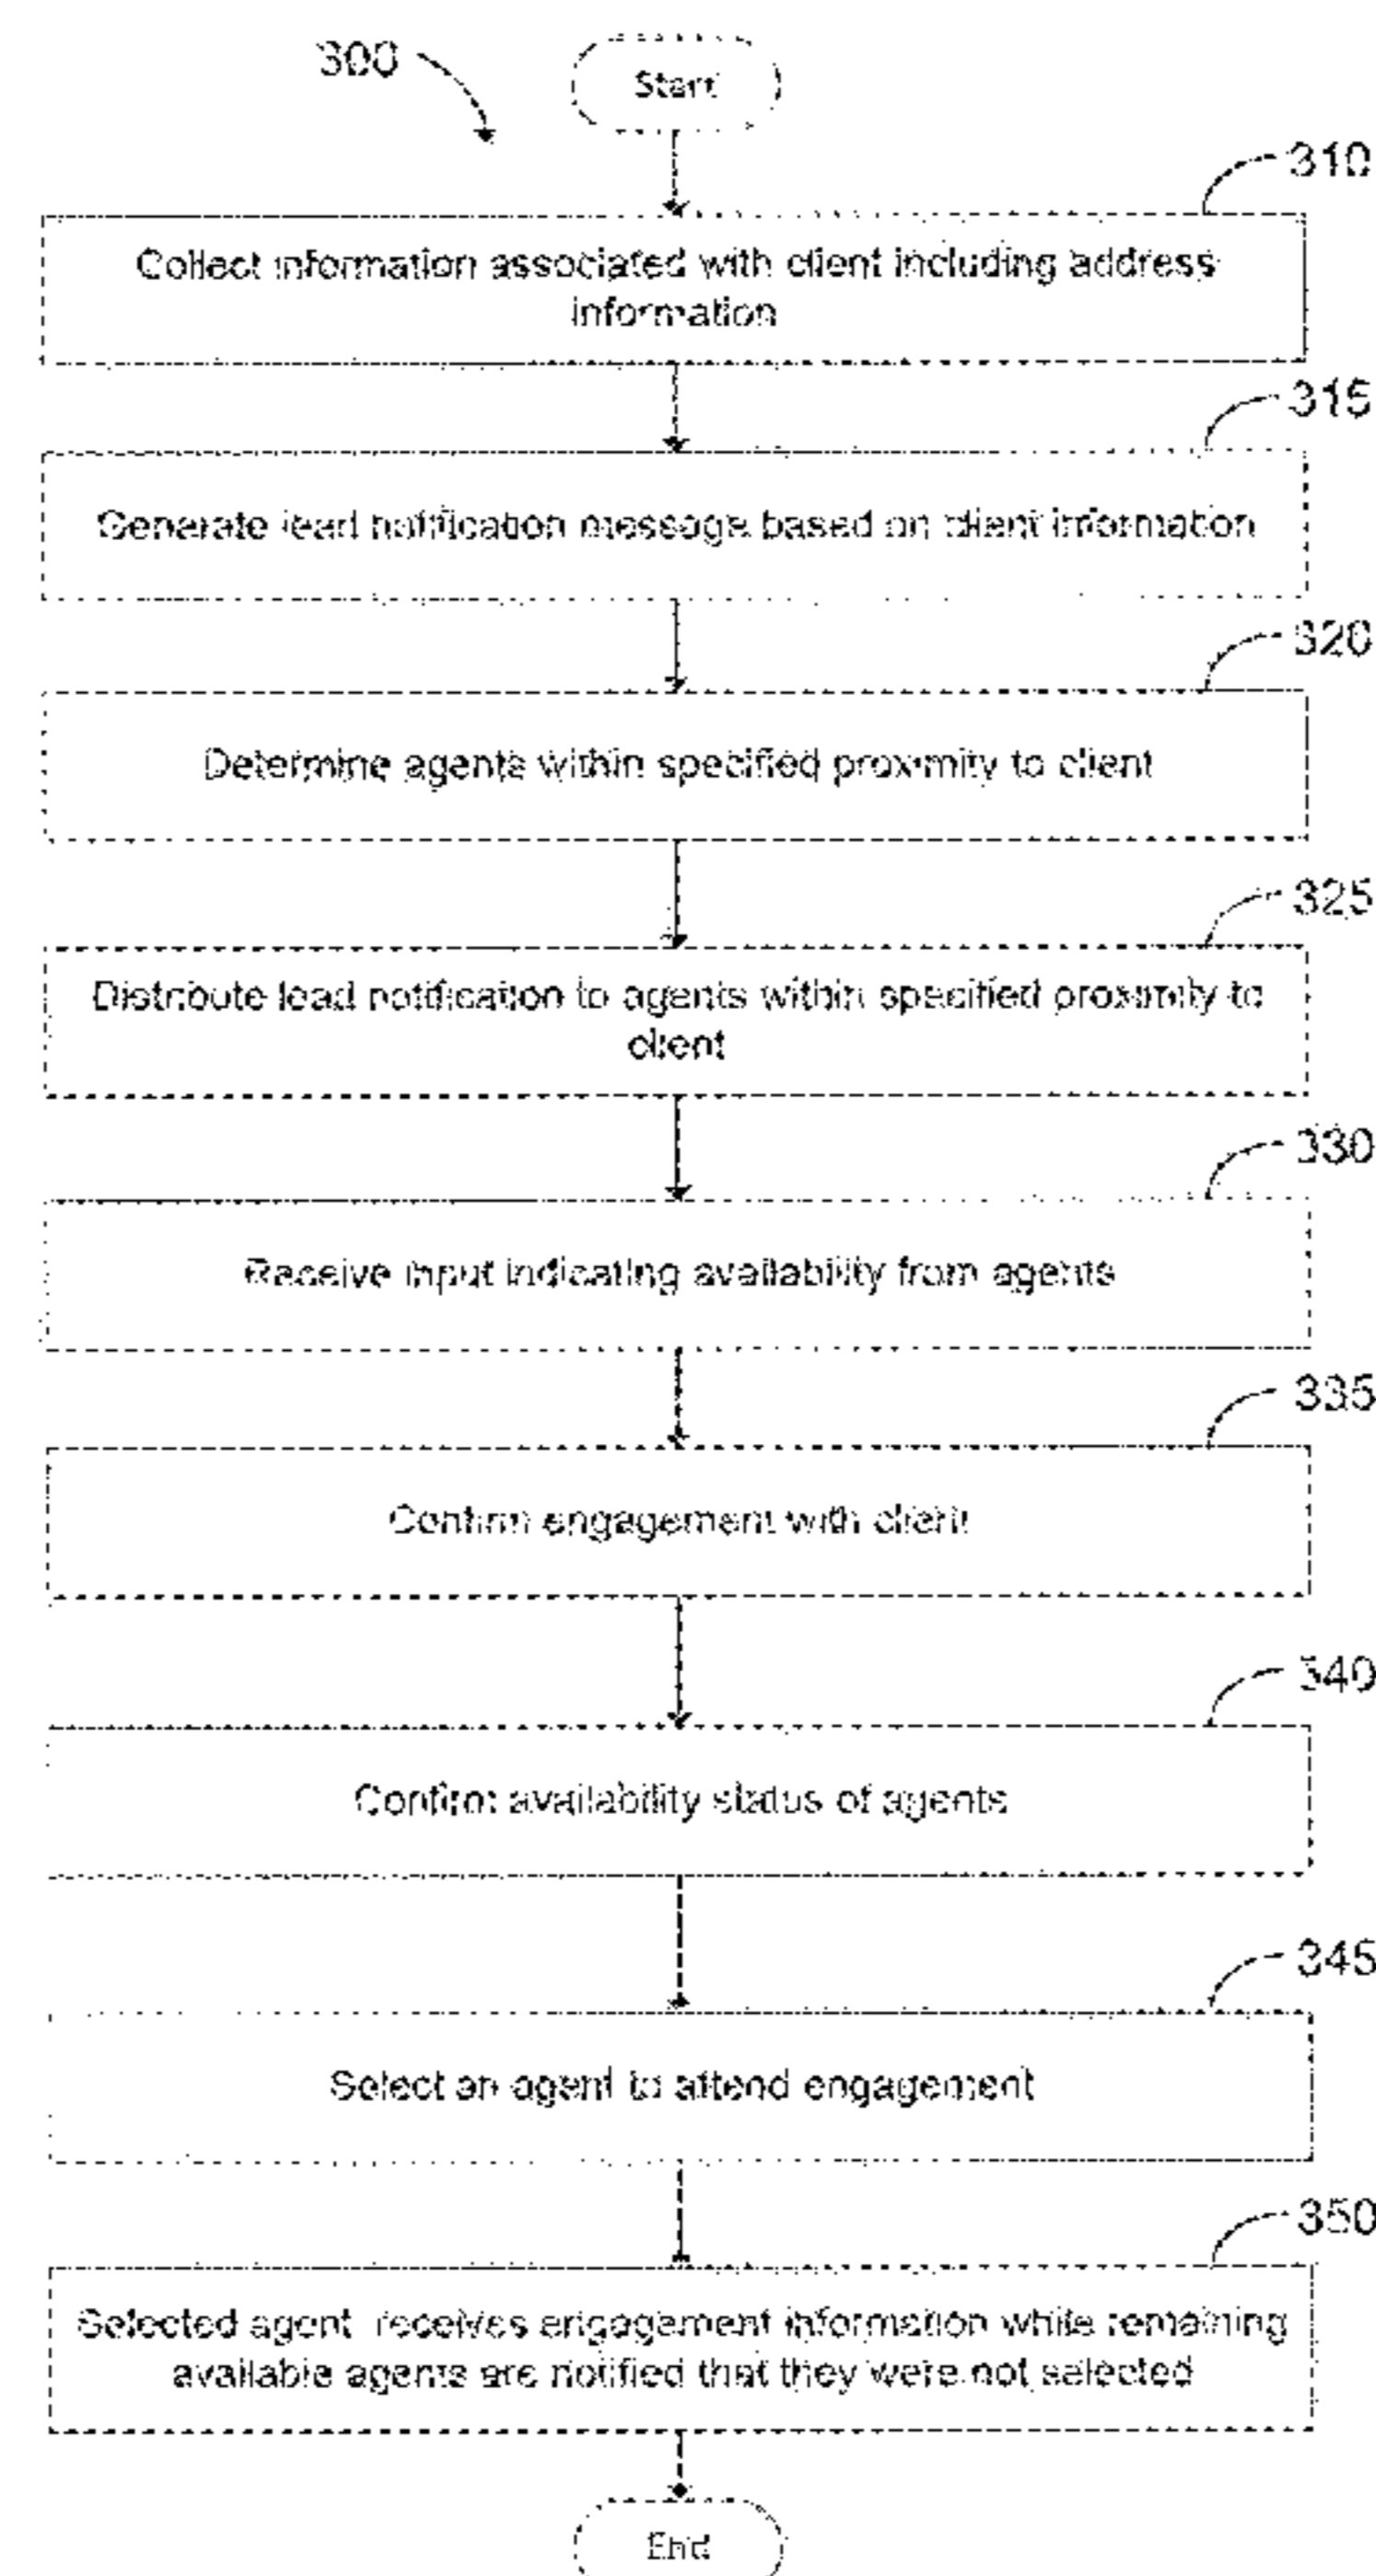 300
Start
310
Collect information associated with client including address
information
315
Generate lead notification message based on client information
320
Determine agents within specified proximity to client
325
Distribute lead notification to agents within specified proximity to
client
330
Receive input indicating availability from agents
335
Confirm engagement with client
340
Confirm availability status of agents
345
Select an agent to attend engagement
350
Selected agent receives engagement information while remaining
available agents are notified that they were not selected
End